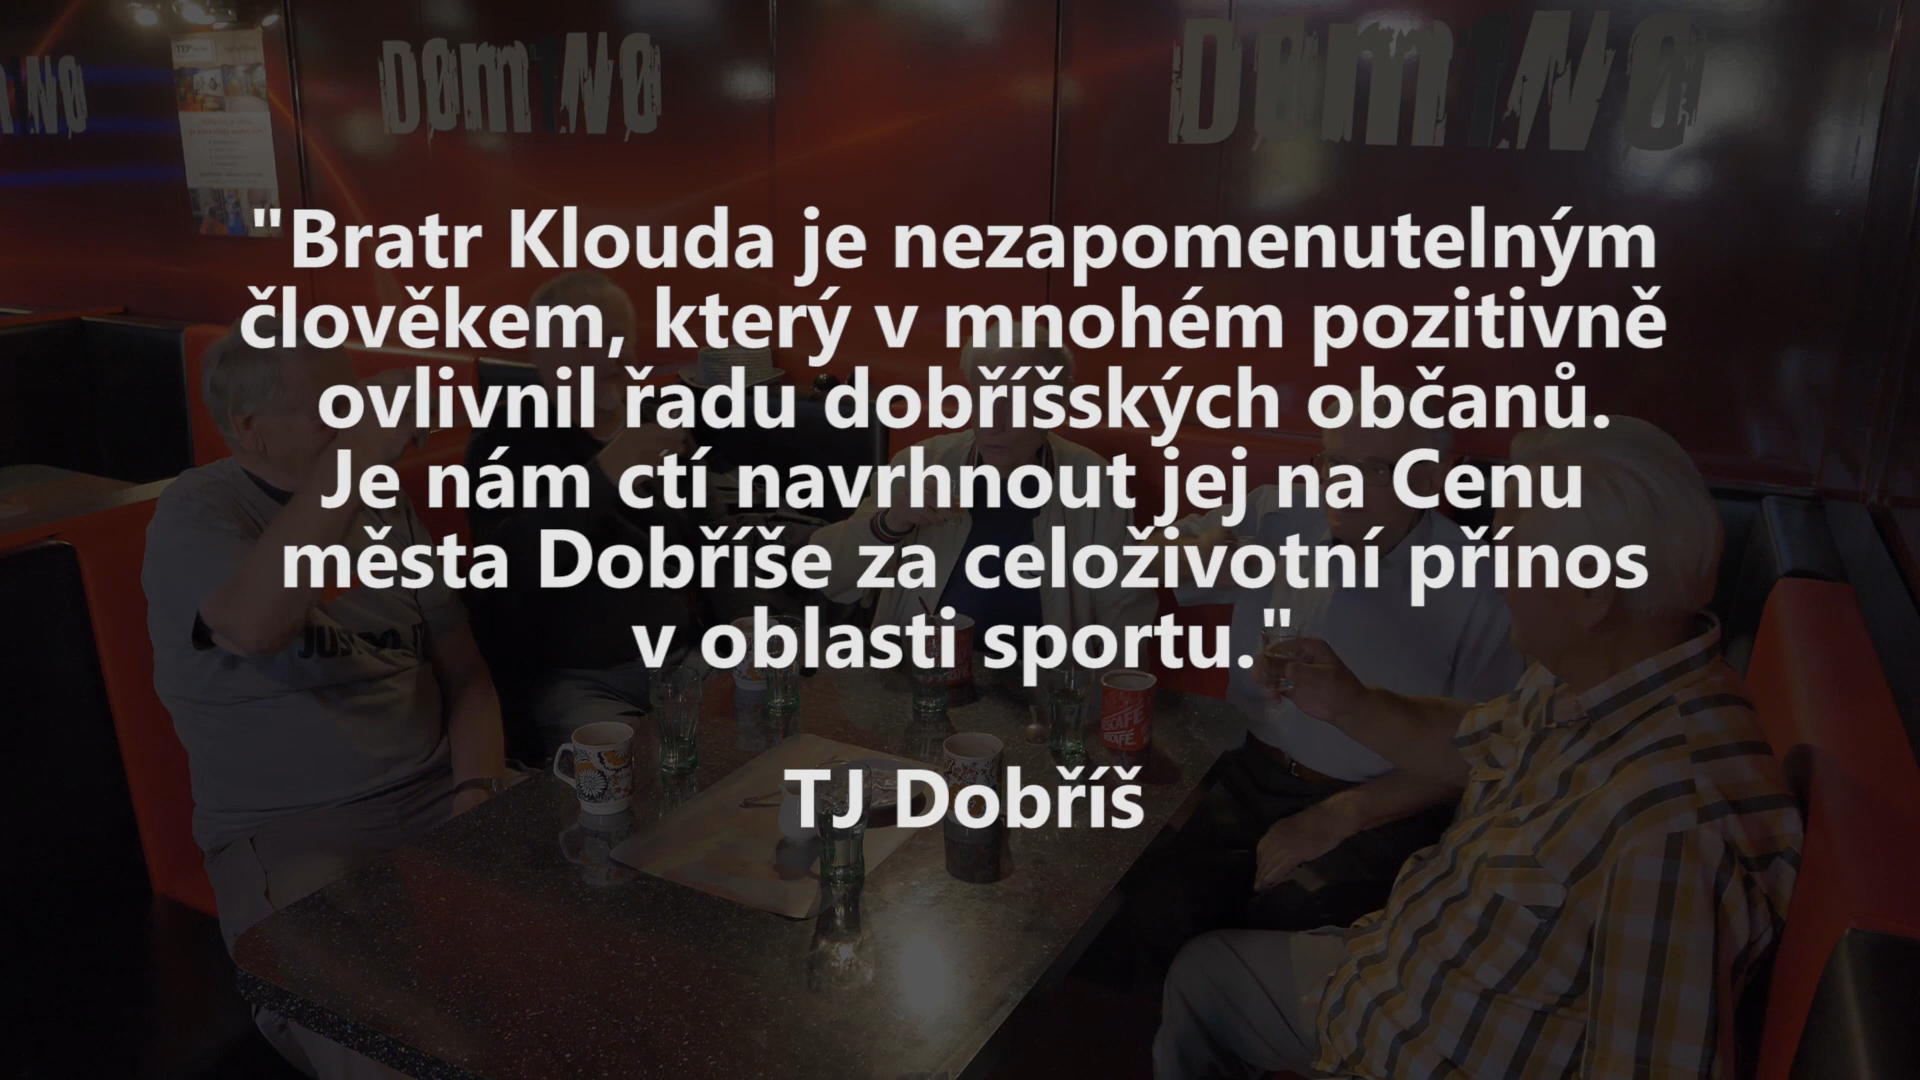 DOMINO
DOMINO
"Bratr Klouda je nezapomenutelným
člověkem, který v mnohém pozitivně
ovlivnil řadu dobříšských občanů.
Je nám ctí navrhnout jej na Cenu
města Dobříše za celoživotní přínos
v oblasti sportu."
TJ Dobříš